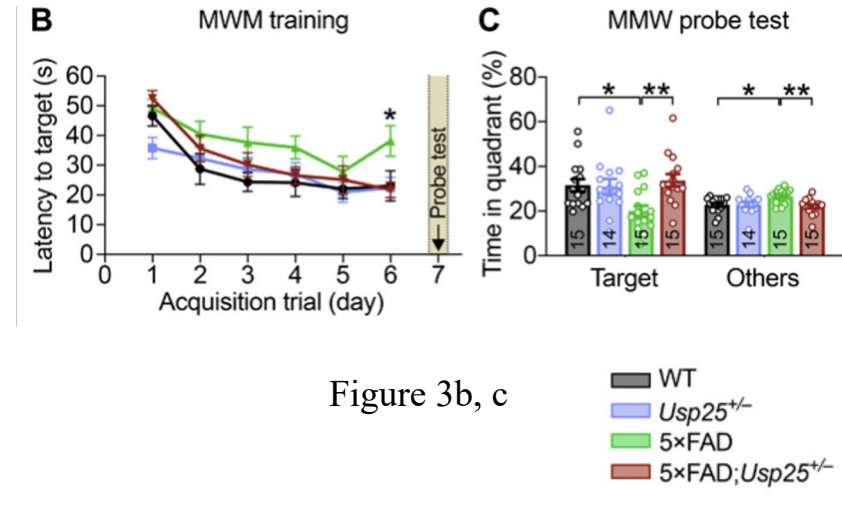 B MWM training
Latency to target (s)
60
50
40
30
20
10
0
*
Probe test
0 1 2 3 4 5 6 7
Acquisition trial (day)
C MMW probe test
Time in quadrant (%)
80
60
40
20
0
* ** * **
15 14 15 15 15 14 15 15
Target Others
Figure 3b, c
WT
Usp25+/–
5×FAD
5×FAD;Usp25+/–